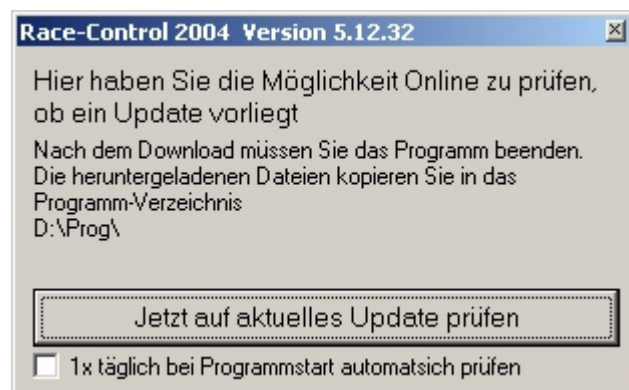 Race-Control 2004 Version 5.12.32
Hier haben Sie die Möglichkeit Online zu prüfen,
ob ein Update vorliegt
Nach dem Download müssen Sie das Programm beenden.
Die heruntergeladenen Dateien kopieren Sie in das
Programm-Verzeichnis
D:\Prog\
Jetzt auf aktuelles Update prüfen
1x täglich bei Programmstart automatsich prüfen